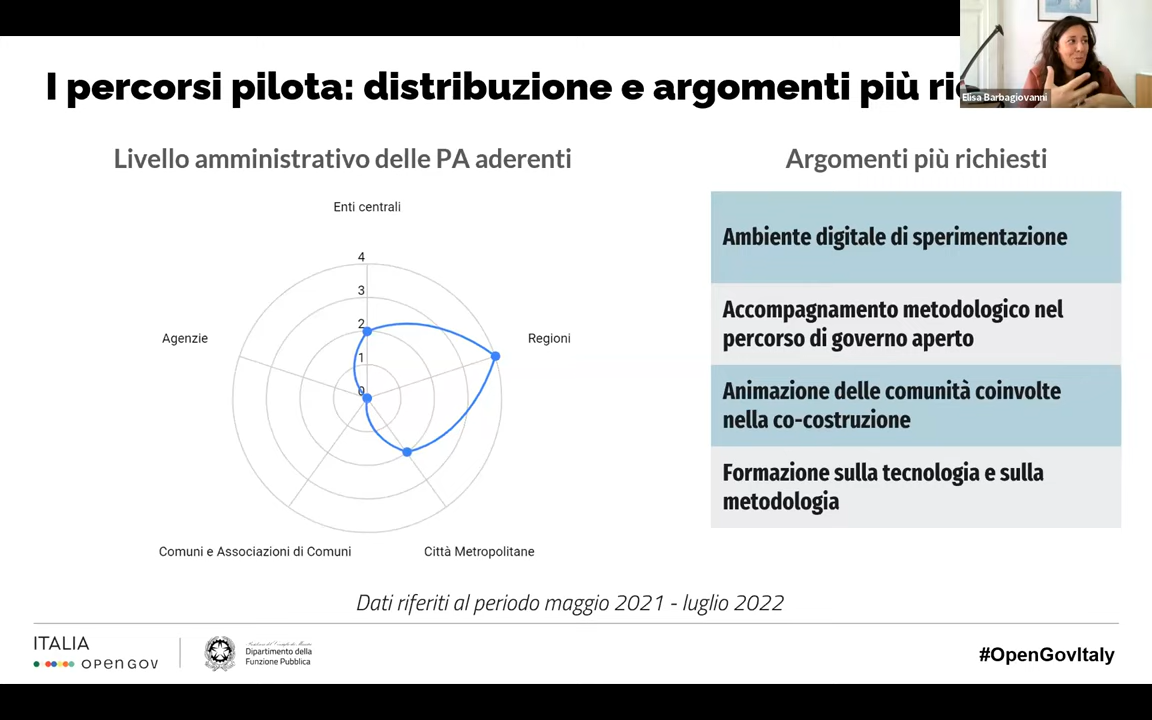 I percorsi pilota: distribuzione e argomenti più
Elisa Barbagiovanni
Livello amministrativo delle PA aderenti
Enti centrali
4
3
2
1
0
Agenzie
Regioni
Comuni e Associazioni di Comuni
Città Metropolitane
Argomenti più richiesti
Ambiente digitale di sperimentazione
Accompagnamento metodologico nel
percorso di governo aperto
Animazione delle comunità coinvolte
nella co-costruzione
Formazione sulla tecnologia e sulla
metodologia
Dati riferiti al periodo maggio 2021 - luglio 2022
ITALIA
OPEN GOV
Dipartimento della
Funzione Pubblica
#OpenGovItaly